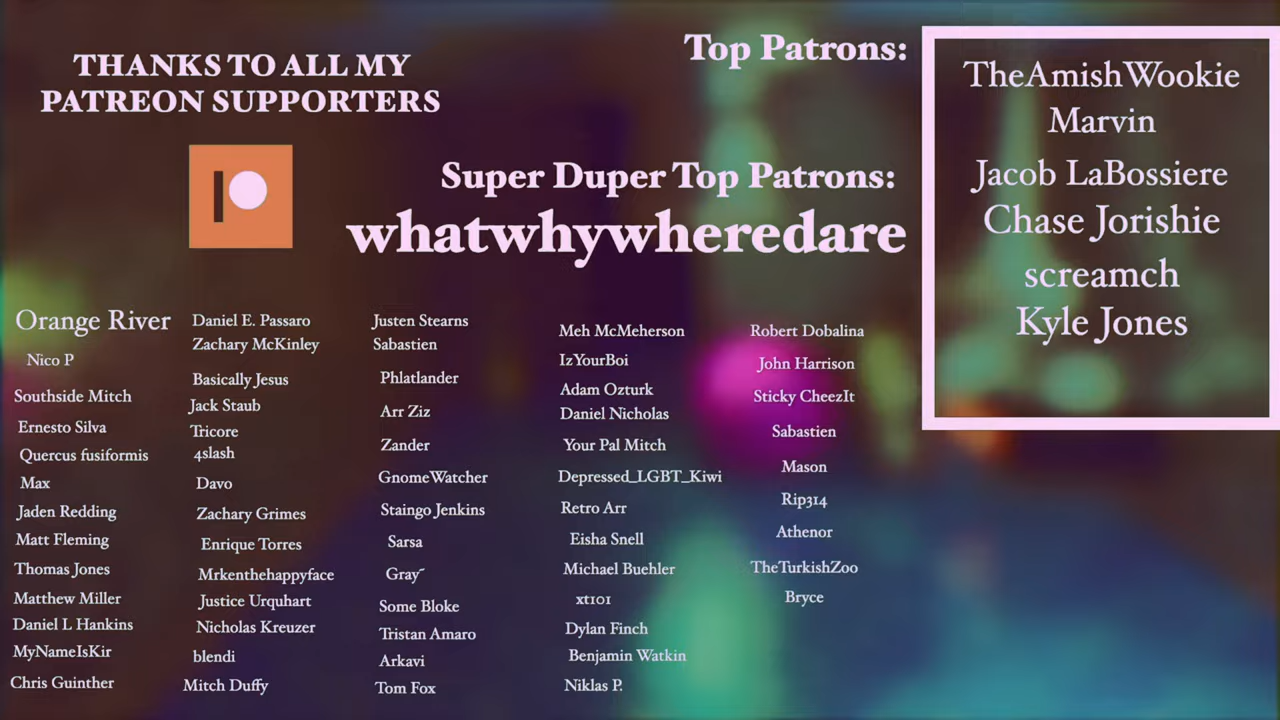 THANKS TO ALL MY
PATREON SUPPORTERS
Top Patrons:
TheAmishWookie
Marvin
Jacob LaBossiere
Chase Jorishie
screamch
Kyle Jones
Super Duper Top Patrons:
whatwhywheredare
Orange River
Nico P
Southside Mitch
Ernesto Silva
Quercus fusiformis
Max
Jaden Redding
Matt Fleming
Thomas Jones
Matthew Miller
Daniel L Hankins
MyNameIsKir
Chris Guinther
Daniel E. Passaro
Zachary McKinley
Basically Jesus
Jack Staub
Tricore
4slash
Davo
Zachary Grimes
Enrique Torres
Mrkenthehappyface
Justice Urquhart
Nicholas Kreuzer
blendi
Mitch Duffy
Justen Stearns
Sabastien
Phlatlander
Arr Ziz
Zander
GnomeWatcher
Staingo Jenkins
Sarsa
Gray˜
Some Bloke
Tristan Amaro
Arkavi
Tom Fox
Meh McMeherson
IzYourBoi
Adam Ozturk
Daniel Nicholas
Your Pal Mitch
Depressed_LGBT_Kiwi
Retro Arr
Eisha Snell
Michael Buehler
xt101
Dylan Finch
Benjamin Watkin
Niklas P.
Robert Dobalina
John Harrison
Sticky CheezIt
Sabastien
Mason
Rip314
Athenor
TheTurkishZoo
Bryce